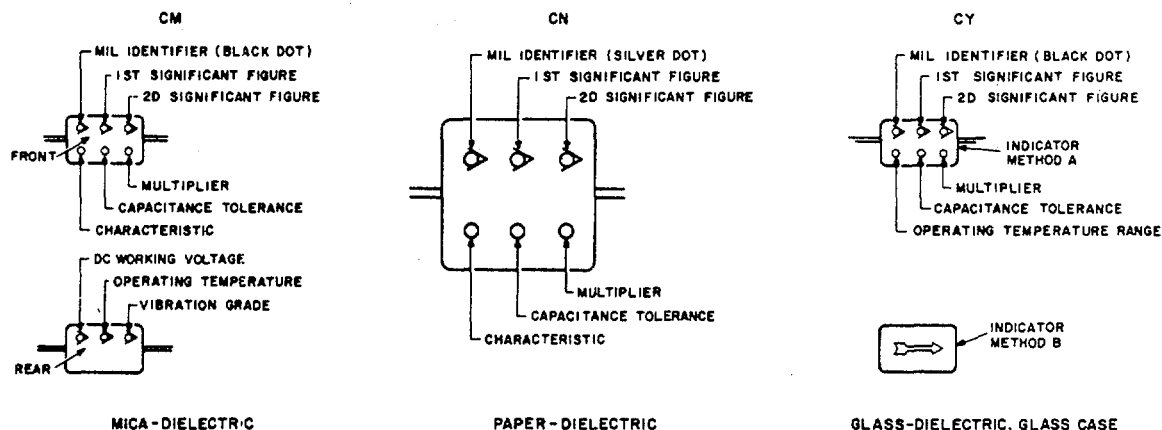 CM
MIL IDENTIFIER (BLACK DOT)
1ST SIGNIFICANT FIGURE
2D SIGNIFICANT FIGURE
FRONT
MULTIPLIER
CAPACITANCE TOLERANCE
CHARACTERISTIC
DC WORKING VOLTAGE
OPERATING TEMPERATURE
VIBRATION GRADE
REAR
MICA-DIELECTRIC
CN
MIL IDENTIFIER (SILVER DOT)
1ST SIGNIFICANT FIGURE
2D SIGNIFICANT FIGURE
MULTIPLIER
CAPACITANCE TOLERANCE
CHARACTERISTIC
PAPER-DIELECTRIC
CY
MIL IDENTIFIER (BLACK DOT)
1ST SIGNIFICANT FIGURE
2D SIGNIFICANT FIGURE
INDICATOR
METHOD A
MULTIPLIER
CAPACITANCE TOLERANCE
OPERATING TEMPERATURE RANGE
INDICATOR
METHOD B
GLASS-DIELECTRIC, GLASS CASE